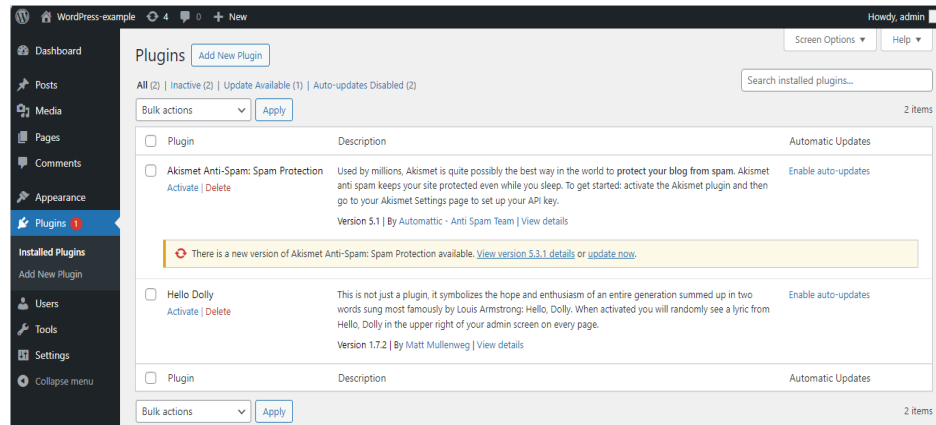 WordPress-example 4 0 + New Howdy, admin
Screen Options ▼ Help ▼
Dashboard
Posts
Media
Pages
Comments
Appearance
Plugins 1
Installed Plugins
Add New Plugin
Users
Tools
Settings
Collapse menu
Plugins Add New Plugin
All (2) | Inactive (2) | Update Available (1) | Auto-updates Disabled (2)
Search installed plugins...
Bulk actions Apply 2 items
Plugin Description Automatic Updates
Akismet Anti-Spam: Spam Protection
Activate | Delete
Used by millions, Akismet is quite possibly the best way in the world to protect your blog from spam. Akismet
anti spam keeps your site protected even while you sleep. To get started: activate the Akismet plugin and then
go to your Akismet Settings page to set up your API key.
Version 5.1 | By Automattic - Anti Spam Team | View details
Enable auto-updates
There is a new version of Akismet Anti-Spam: Spam Protection available. View version 5.3.1 details or update now.
Hello Dolly
Activate | Delete
This is not just a plugin, it symbolizes the hope and enthusiasm of an entire generation summed up in two
words sung most famously by Louis Armstrong: Hello, Dolly. When activated you will randomly see a lyric from
Hello, Dolly in the upper right of your admin screen on every page.
Version 1.7.2 | By Matt Mullenweg | View details
Enable auto-updates
Plugin Description Automatic Updates
Bulk actions Apply 2 items